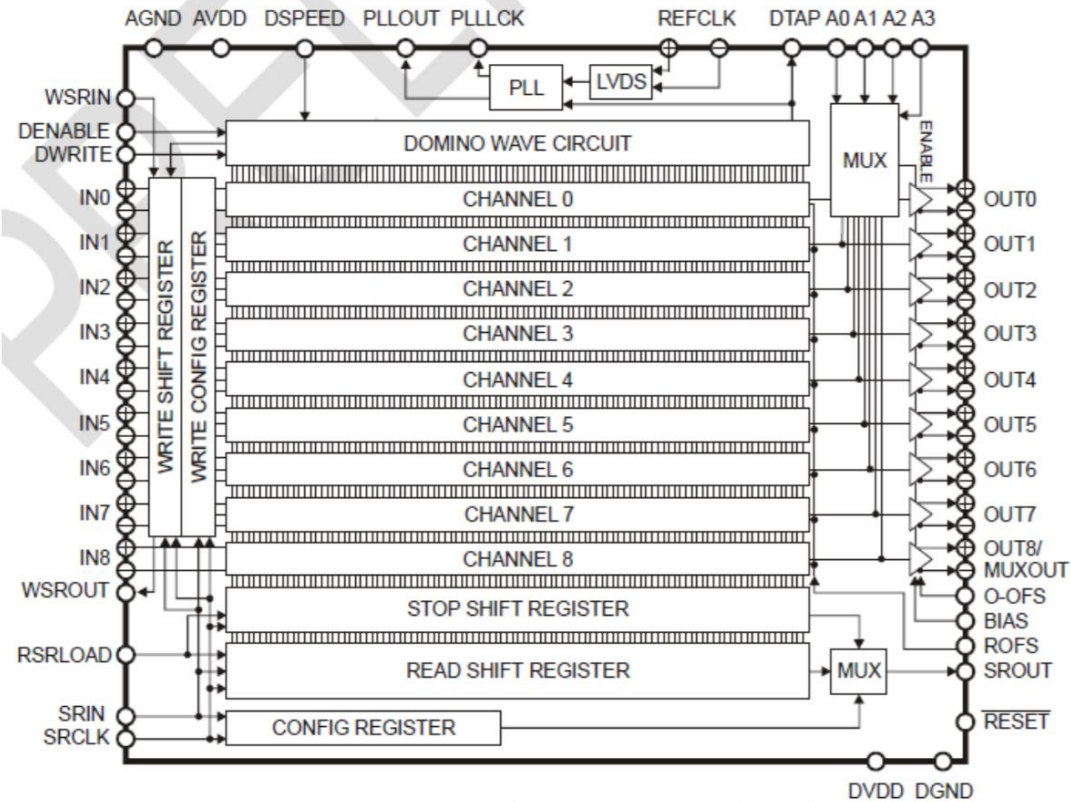 AGND AVDD DSPEED PLLOUT PLLLCK REFCLK DTAP A0 A1 A2 A3
PLL
LVDS
WSRIN
DENABLE
DWRITE
DOMINO WAVE CIRCUIT
MUX
ENABLE
IN0
CHANNEL 0
OUT0
IN1
CHANNEL 1
OUT1
IN2
CHANNEL 2
OUT2
IN3
CHANNEL 3
OUT3
IN4
CHANNEL 4
OUT4
IN5
CHANNEL 5
OUT5
IN6
CHANNEL 6
OUT6
IN7
CHANNEL 7
OUT7
IN8
CHANNEL 8
OUT8/
MUXOUT
WRITE SHIFT REGISTER
WRITE CONFIG REGISTER
WSROUT
STOP SHIFT REGISTER
O-OFS
BIAS
ROFS
RSRLOAD
READ SHIFT REGISTER
MUX
SROUT
SRIN
SRCLK
CONFIG REGISTER
RESET
DVDD DGND